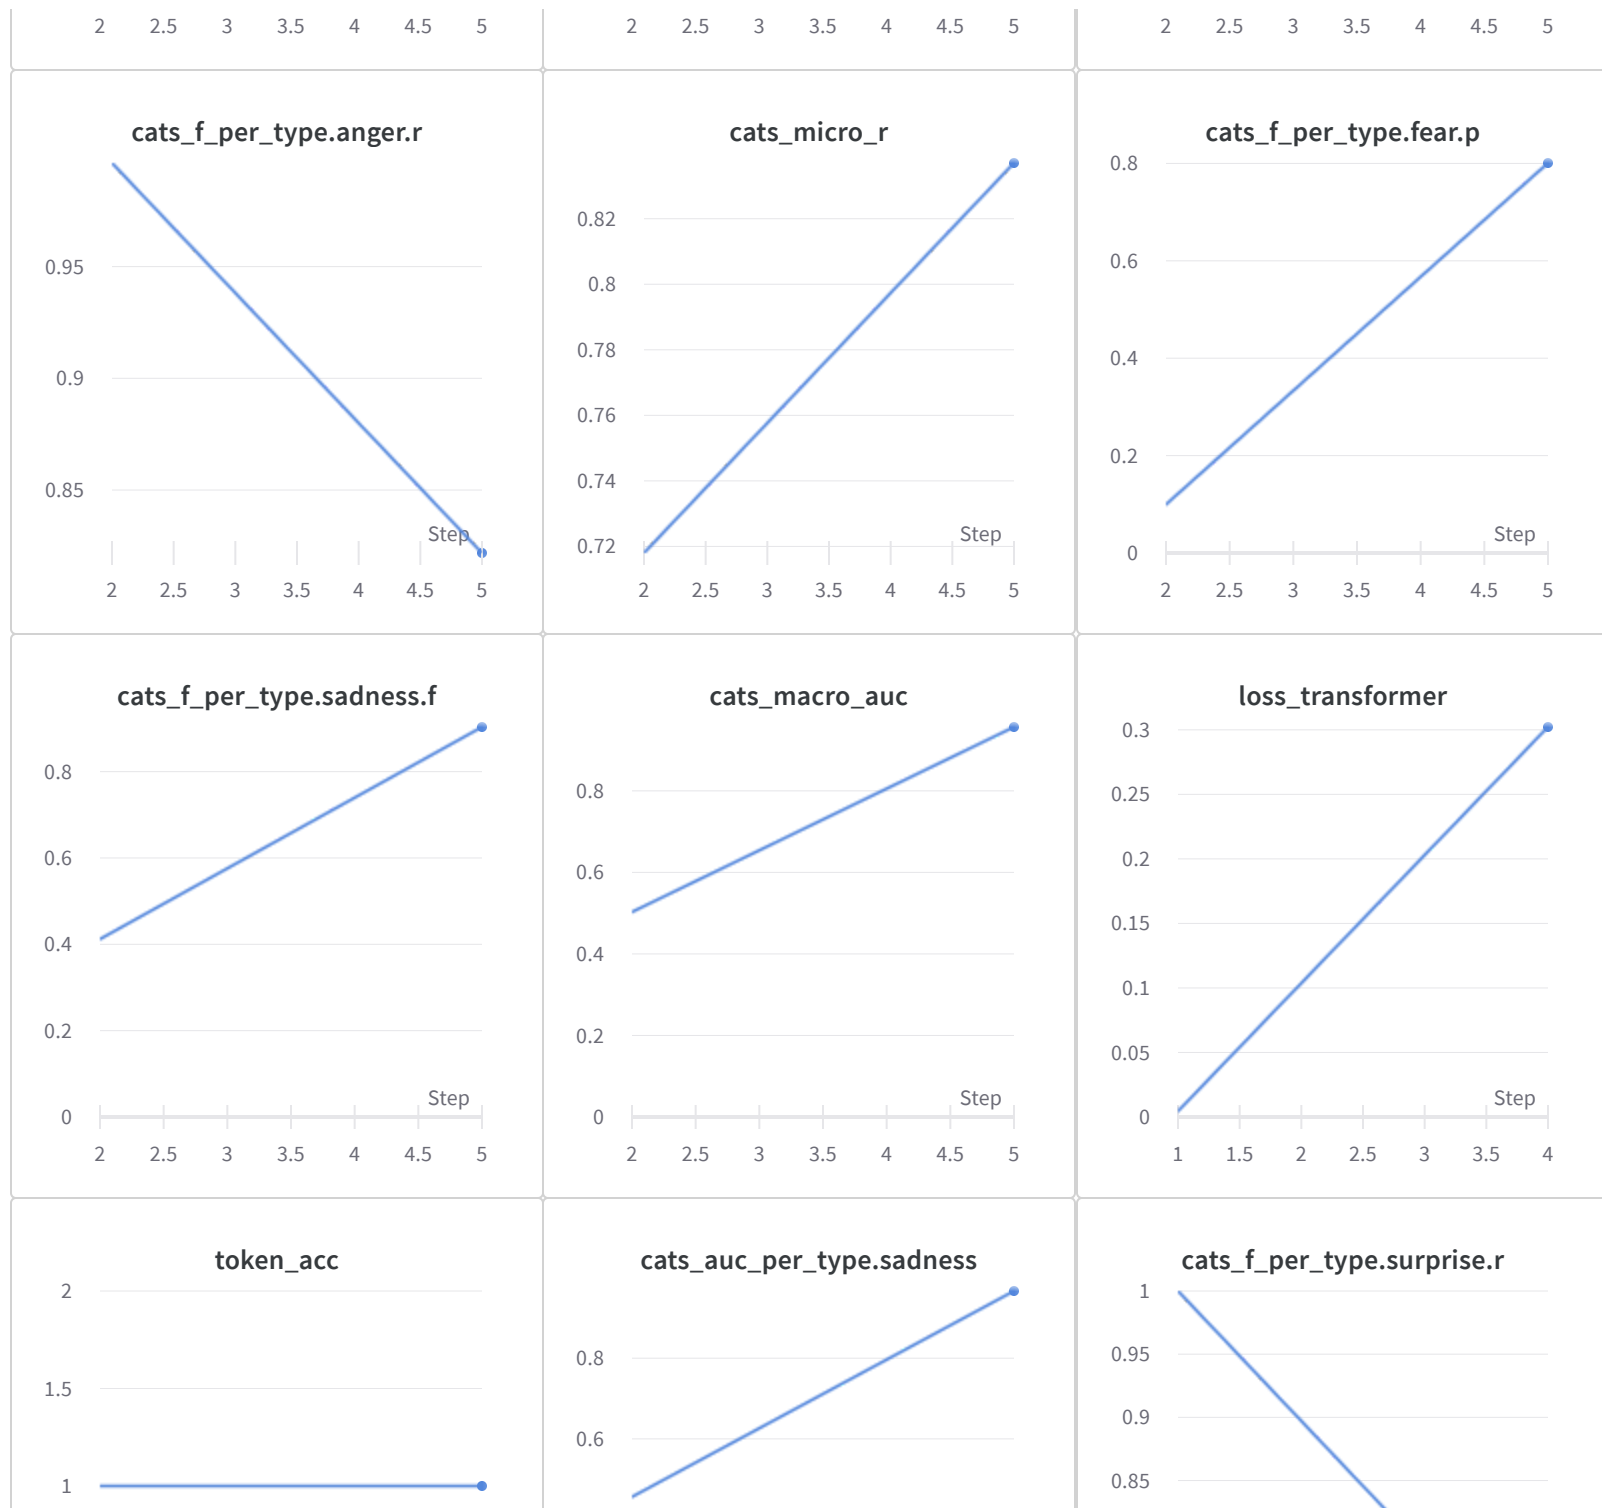 2 2.5 3 3.5 4 4.5 5
2 2.5 3 3.5 4 4.5 5
2 2.5 3 3.5 4 4.5 5
cats_f_per_type.anger.r
0.95
0.9
0.85
Step
2 2.5 3 3.5 4 4.5 5
cats_micro_r
0.82
0.8
0.78
0.76
0.74
0.72
Step
2 2.5 3 3.5 4 4.5 5
cats_f_per_type.fear.p
0.8
0.6
0.4
0.2
0
Step
2 2.5 3 3.5 4 4.5 5
cats_f_per_type.sadness.f
0.8
0.6
0.4
0.2
0
Step
2 2.5 3 3.5 4 4.5 5
cats_macro_auc
0.8
0.6
0.4
0.2
0
Step
2 2.5 3 3.5 4 4.5 5
loss_transformer
0.3
0.25
0.2
0.15
0.1
0.05
0
Step
1 1.5 2 2.5 3 3.5 4
token_acc
2
1.5
1
cats_auc_per_type.sadness
0.8
0.6
cats_f_per_type.surprise.r
1
0.95
0.9
0.85